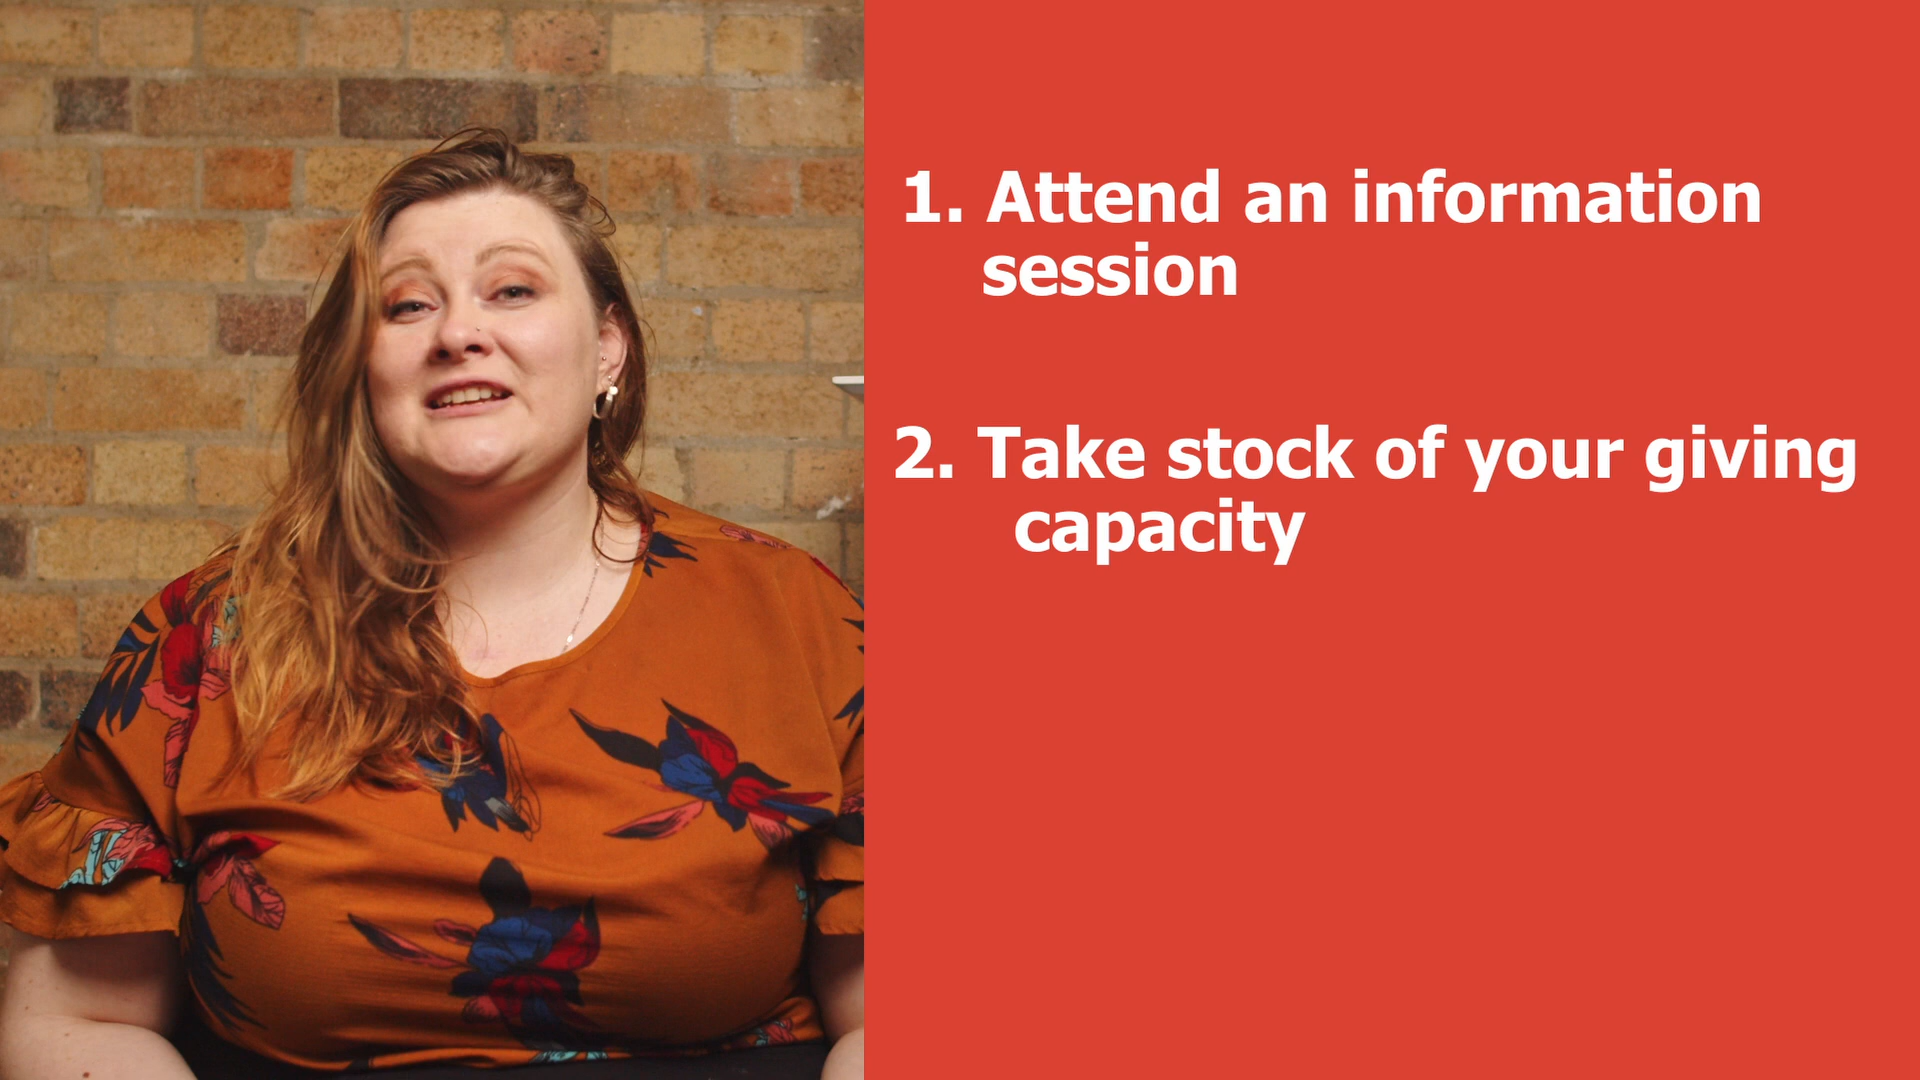 1. Attend an information
session
2. Take stock of your giving
capacity